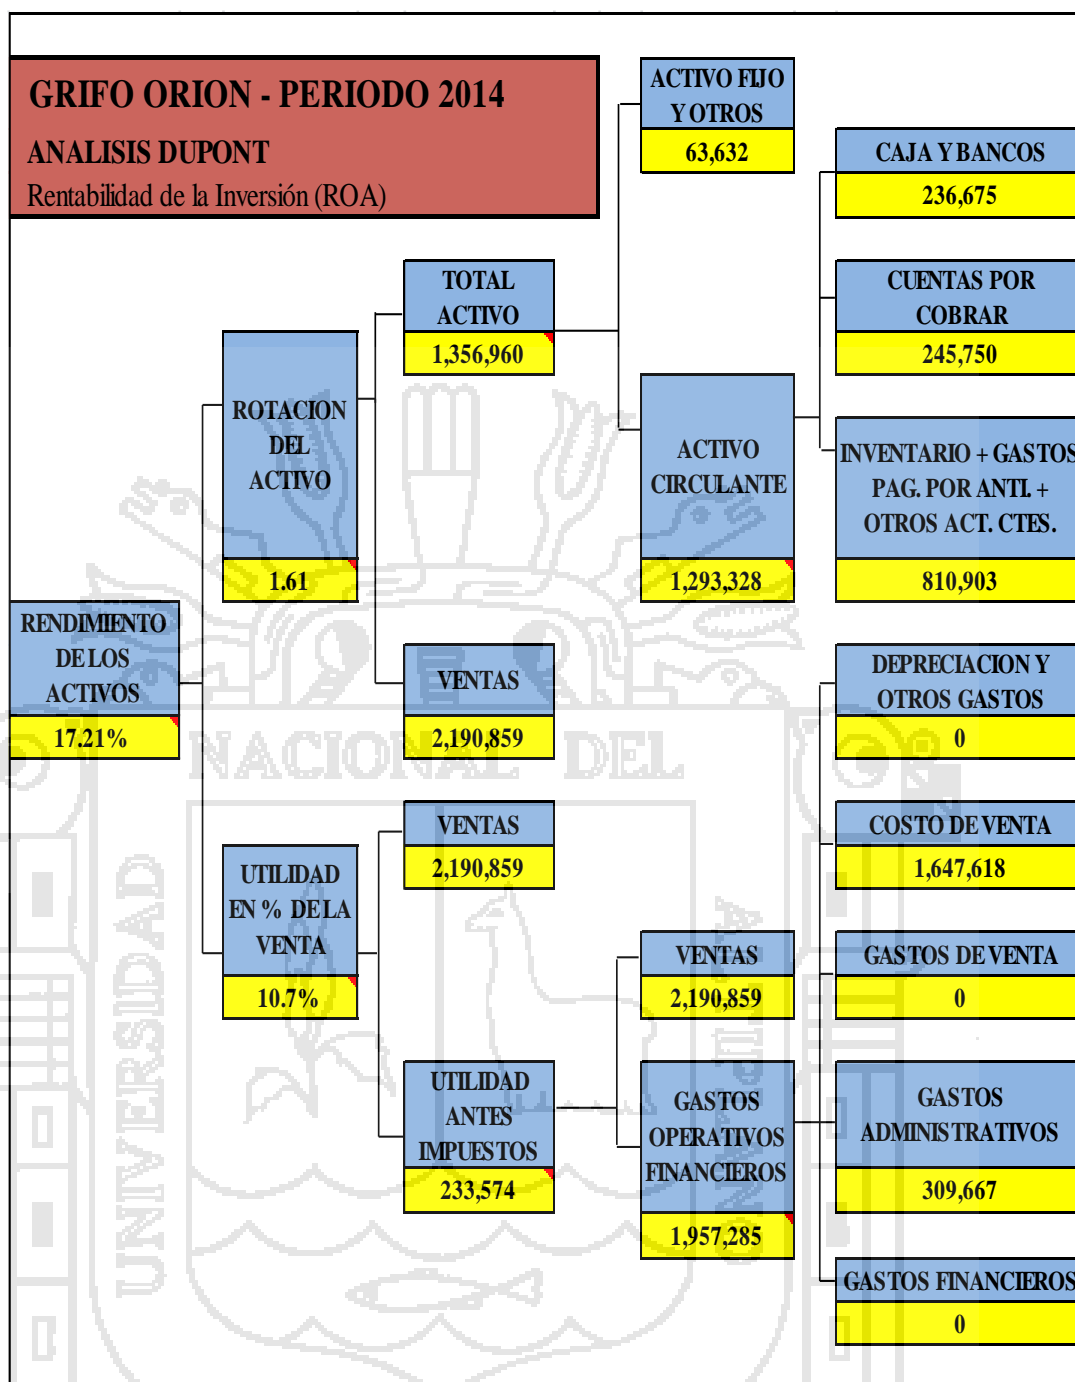 GRIFO ORION - PERIODO 2014
ANALISIS DUPONT
Rentabilidad de la Inversión (ROA)
ACTIVO FIJO
Y OTROS
63,632
CAJA Y BANCOS
236,675
TOTAL
ACTIVO
1,356,960
CUENTAS POR
COBRAR
245,750
ROTACION
DEL
ACTIVO
1.61
ACTIVO
CIRCULANTE
1,293,328
INVENTARIO + GASTOS
PAG. POR ANTI. +
OTROS ACT. CTES.
810,903
RENDIMIENTO
DE LOS
ACTIVOS
17.21%
VENTAS
2,190,859
DEPRECIACION Y
OTROS GASTOS
0
VENTAS
2,190,859
COSTO DE VENTA
1,647,618
UTILIDAD
EN % DE LA
VENTA
10.7%
VENTAS
2,190,859
GASTOS DE VENTA
0
UTILIDAD
ANTES
IMPUESTOS
233,574
GASTOS
OPERATIVOS
FINANCIEROS
1,957,285
GASTOS
ADMINISTRATIVOS
309,667
GASTOS FINANCIEROS
0
UNIVERSIDAD
NACIONAL DEL
ALTIPLANO